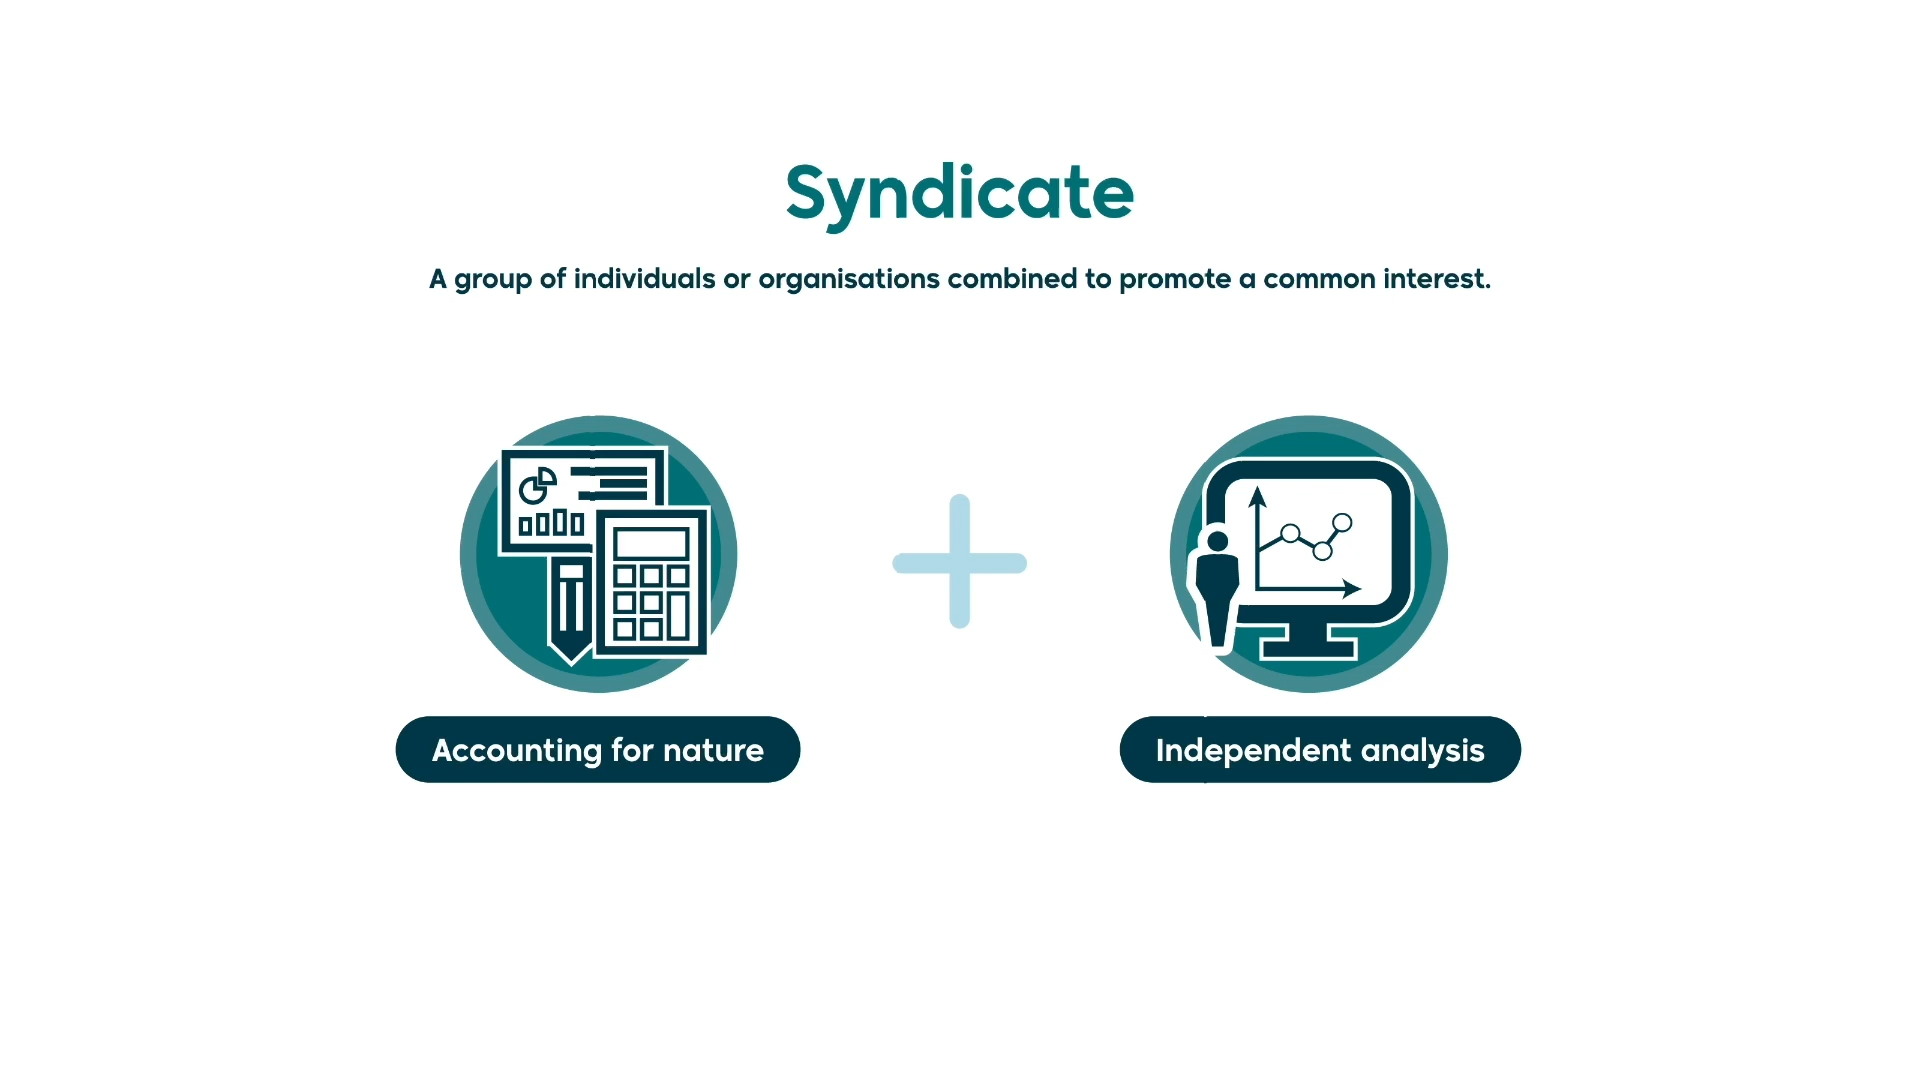 Syndicate
A group of individuals or organisations combined to promote a common interest.
Accounting for nature
Independent analysis